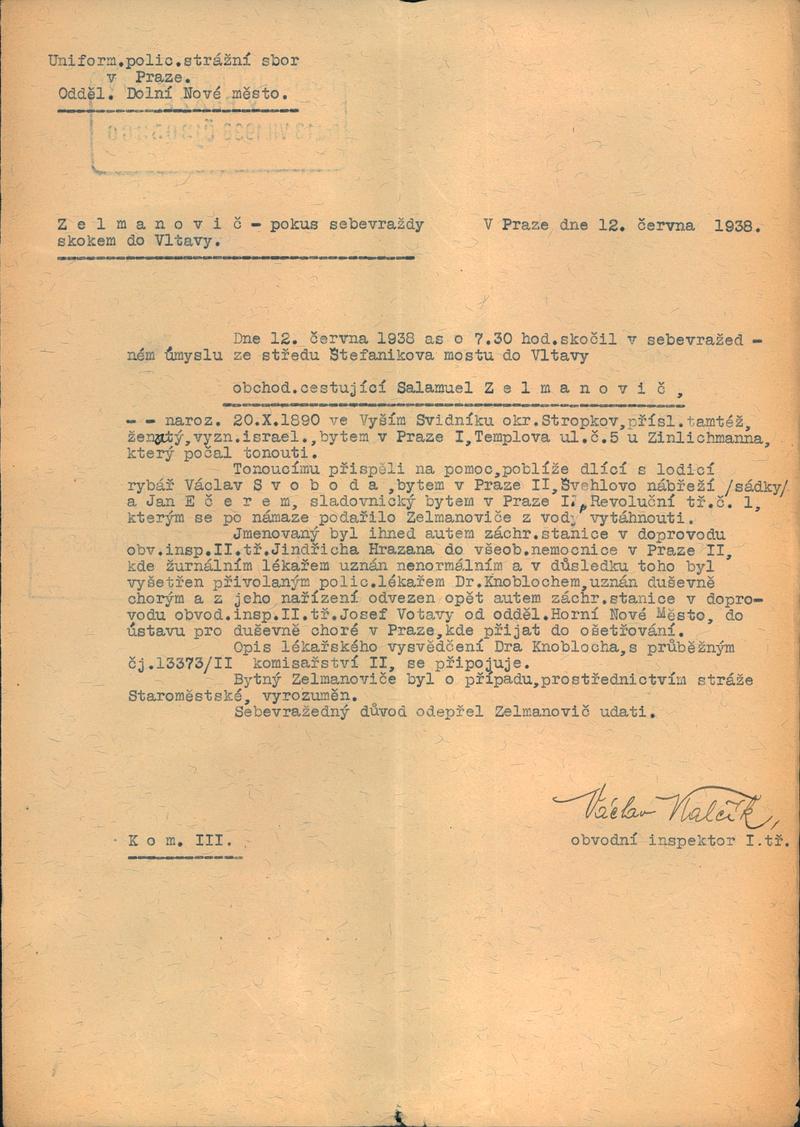 Uniform.polic.strážní sbor
v Praze.
Odděl. Dolní Nové město.
Z e l m a n o v i č - pokus sebevraždy
skokem do Vltavy.
V Praze dne 12. června 1938.
Dne 12. června 1938 as o 7.30 hod.skočil v sebevražed -
ném úmyslu ze středu Štefanikova mostu do Vltavy
obchod.cestující Salamuel Z e l m a n o v i č ,
- - naroz. 20.X.1890 ve Vyším Svidníku okr.Stropkov,přísl.tamtéž,
ženatý,vyzn.israel.,bytem v Praze I,Templova ul.č.5 u Zinlichmanna,
který počal tonouti.
Tonoucímu přispěli na pomoc,poblíže dlící s lodicí
rybář Václav S v o b o d a ,bytem v Praze II,Švehlovo nábřeží /sádky/
a Jan E č e r e m, sladovnický bytem v Praze I., Revoluční tř.č. 1,
kterým se po námaze podařilo Zelmanoviče z vody vytáhnouti.
Jmenovaný byl ihned autem záchr.stanice v doprovodu
obv.insp.II.tř.Jindřicha Hrazana do všeob.nemocnice v Praze II,
kde žurnálním lékařem uznán nenormálním a v důsledku toho byl
vyšetřen přivolaným polic.lékařem Dr.Knoblochem,uznán duševně
chorým a z jeho nařízení odvezen opět autem záchr.stanice v dopro-
vodu obvod.insp.II.tř.Josef Votavy od odděl.Horní Nové Město, do
ústavu pro duševně choré v Praze,kde přijat do ošetřování.
Opis lékařského vysvědčení Dra Knoblocha,s průběžným
čj.13373/II komisařství II, se připojuje.
Bytný Zelmanoviče byl o případu,prostřednictvím stráže
Staroměstské, vyrozuměn.
Sebevražedný důvod odepřel Zelmanovič udati.
Václav
obvodní inspektor I.tř.
K o m. III.